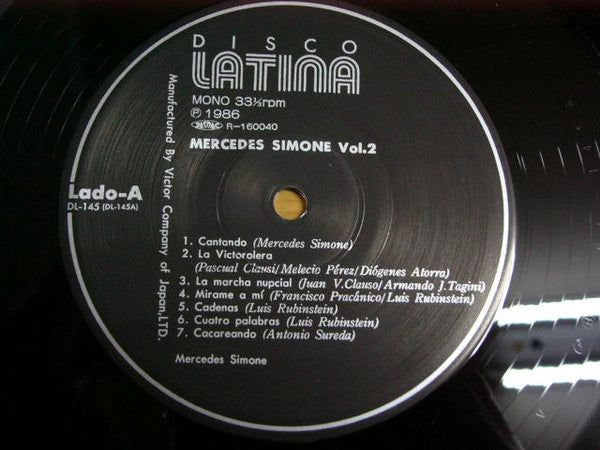 DISCO
LATINA
MONO 33⅓rpm
Ⓟ 1986
R-160040
MERCEDES SIMONE Vol.2
Lado-A
DL-145 (DL-145A)
Manufactured By Victor Company of Japan,LTD.
1. Cantando (Mercedes Simone)
2. La Victorolera
(Pascual Clausi/Melecio Pérez/Diógenes Atorra)
3. La marcha nupcial (Juan V.Clauso/Armando J.Tagini)
4. Mírame a mí (Francisco Pracánico/Luis Rubinstein)
5. Cadenas (Luis Rubinstein)
6. Cuatro palabras (Luis Rubinstein)
7. Cacareando (Antonio Sureda)
Mercedes Simone